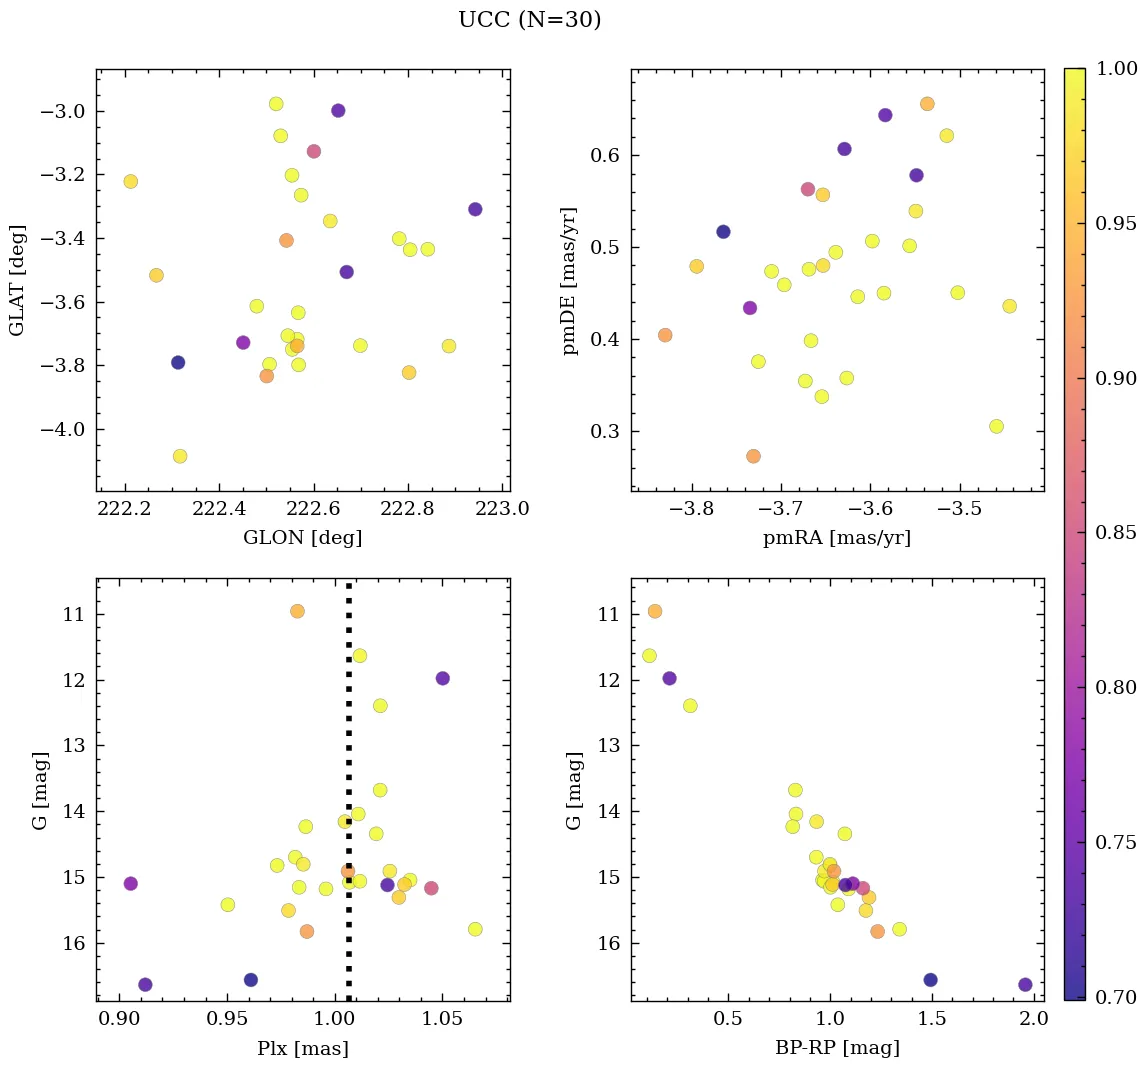 UCC (N=30)
−3.0
−3.2
−3.4
−3.6
−3.8
−4.0
GLAT [deg]
222.2 222.4 222.6 222.8 223.0
GLON [deg]
0.6
0.5
0.4
0.3
pmDE [mas/yr]
−3.8 −3.7 −3.6 −3.5
pmRA [mas/yr]
11
12
13
14
15
16
G [mag]
0.90 0.95 1.00 1.05
Plx [mas]
11
12
13
14
15
16
G [mag]
0.5 1.0 1.5 2.0
BP-RP [mag]
1.00
0.95
0.90
0.85
0.80
0.75
0.70